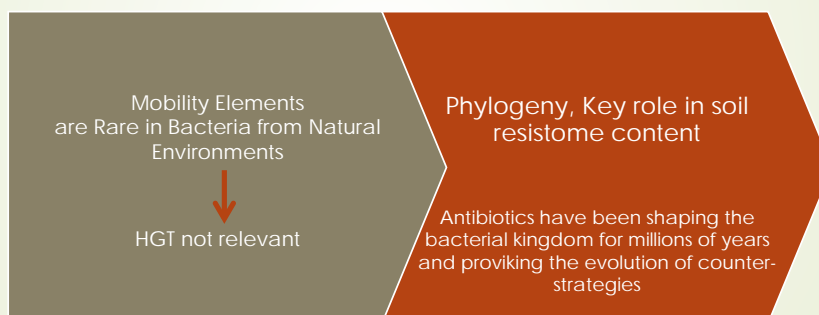 Mobility Elements
are Rare in Bacteria from Natural
Environments
HGT not relevant
Phylogeny, Key role in soil
resistome content
Antibiotics have been shaping the
bacterial kingdom for millions of years
and proviking the evolution of counter-
strategies